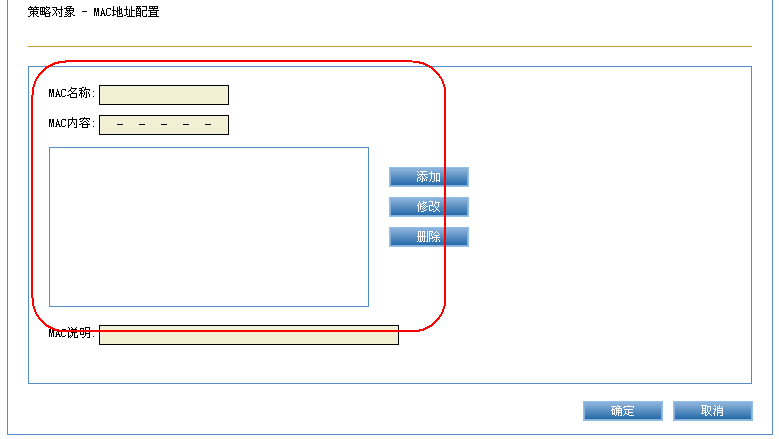 策略对象 - MAC地址配置
MAC名称:
MAC内容: - - - - -
添加
修改
删除
MAC说明:
确定 取消